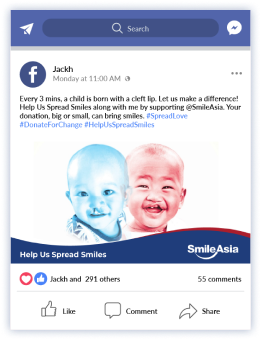 Search
Jackh
Monday at 11:00 AM
Every 3 mins, a child is born with a cleft lip. Let us make a difference!
Help Us Spread Smiles along with me by supporting @SmileAsia. Your
donation, big or small, can bring smiles. #SpreadLove
#DonateForChange #HelpUsSpreadSmiles
Help Us Spread Smiles
SmileAsia
Jackh and 291 others
55 comments
Like
Comment
Share